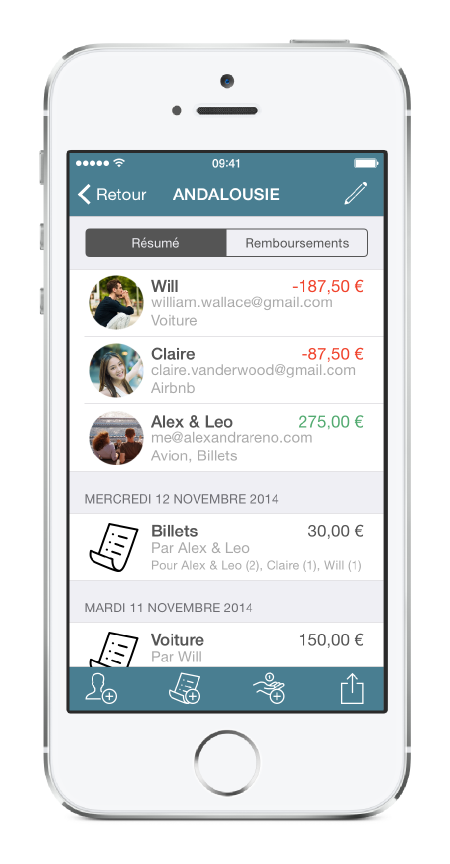 09:41
Retour
ANDALOUSIE
Résumé
Remboursements
Will -187,50 €
william.wallace@gmail.com
Voiture
Claire -87,50 €
claire.vanderwood@gmail.com
Airbnb
Alex & Leo 275,00 €
me@alexandrareno.com
Avion, Billets
MERCREDI 12 NOVEMBRE 2014
Billets 30,00 €
Par Alex & Leo
Pour Alex & Leo (2), Claire (1), Will (1)
MARDI 11 NOVEMBRE 2014
Voiture 150,00 €
Par Will